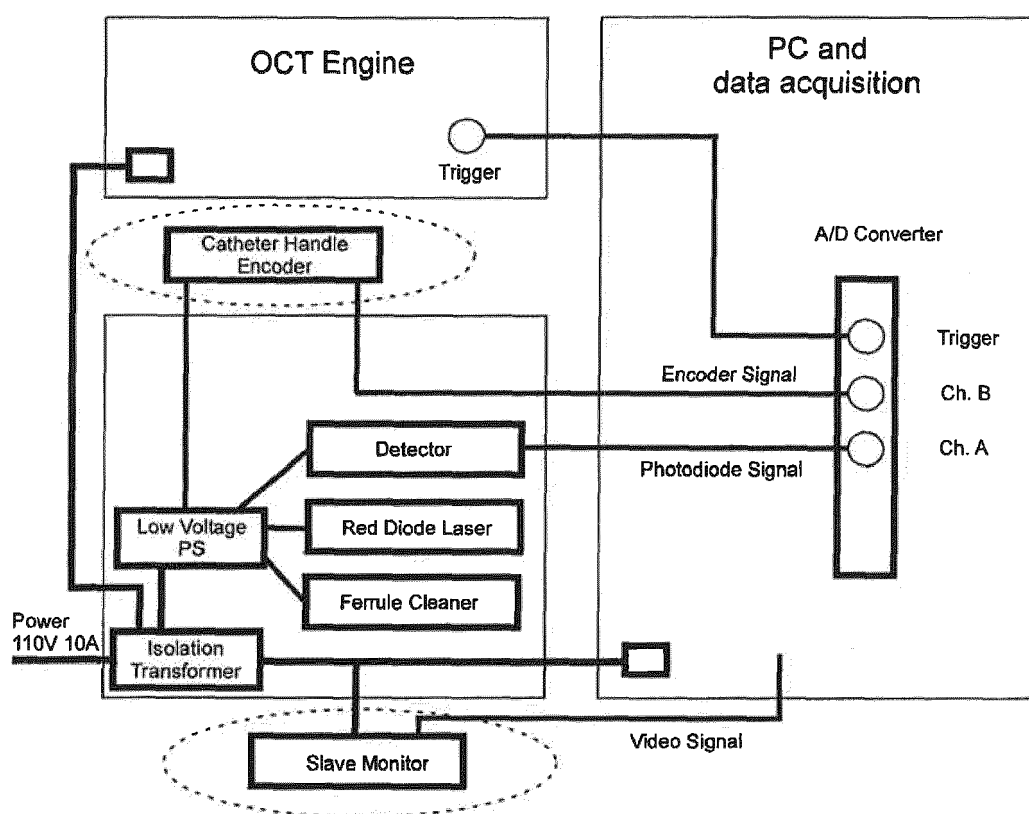 OCT Engine
Trigger
PC and
data acquisition
A/D Converter
Catheter Handle
Encoder
Trigger
Encoder Signal
Ch. B
Detector
Photodiode Signal
Ch. A
Low Voltage
PS
Red Diode Laser
Ferrule Cleaner
Power
110V 10A
Isolation
Transformer
Slave Monitor
Video Signal